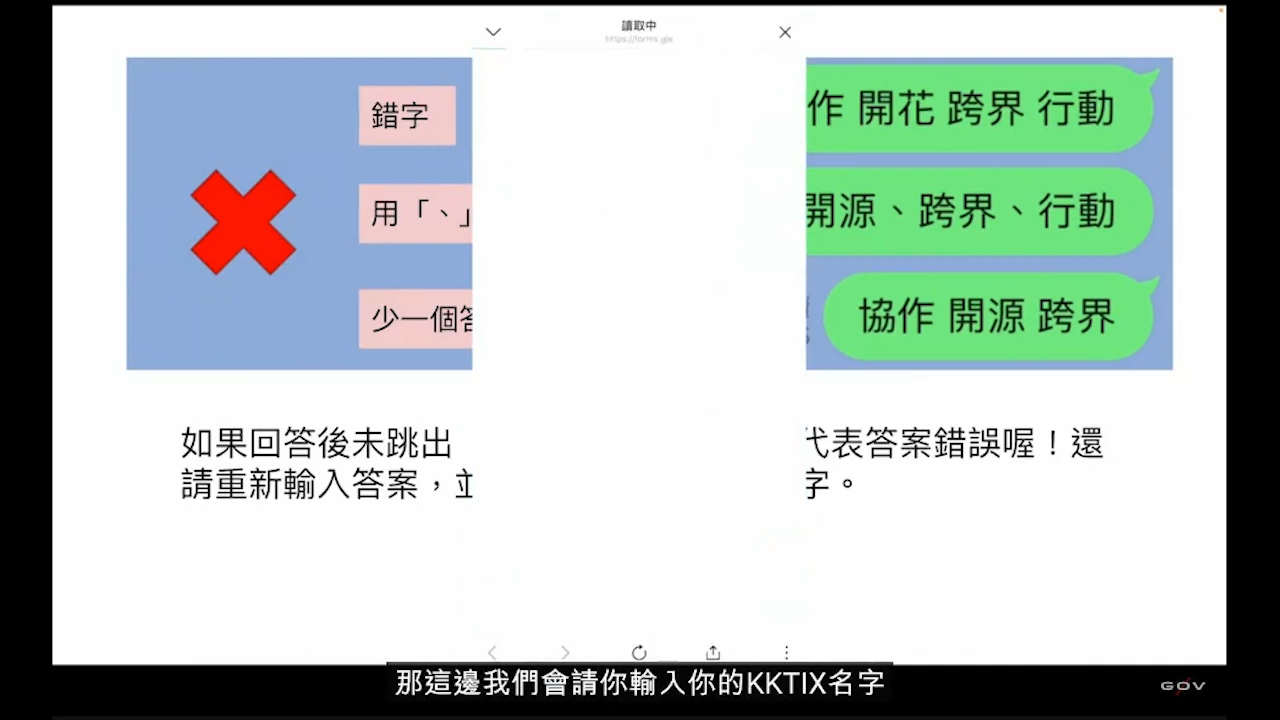 讀取中
https://forms.gle
錯字
作 開花 跨界 行動
用「、」
開源、跨界、行動
少一個答
協作 開源 跨界
如果回答後未跳出
代表答案錯誤喔！還
請重新輸入答案，並
字。
那這邊我們會請你輸入你的KKTIX名字
GOV